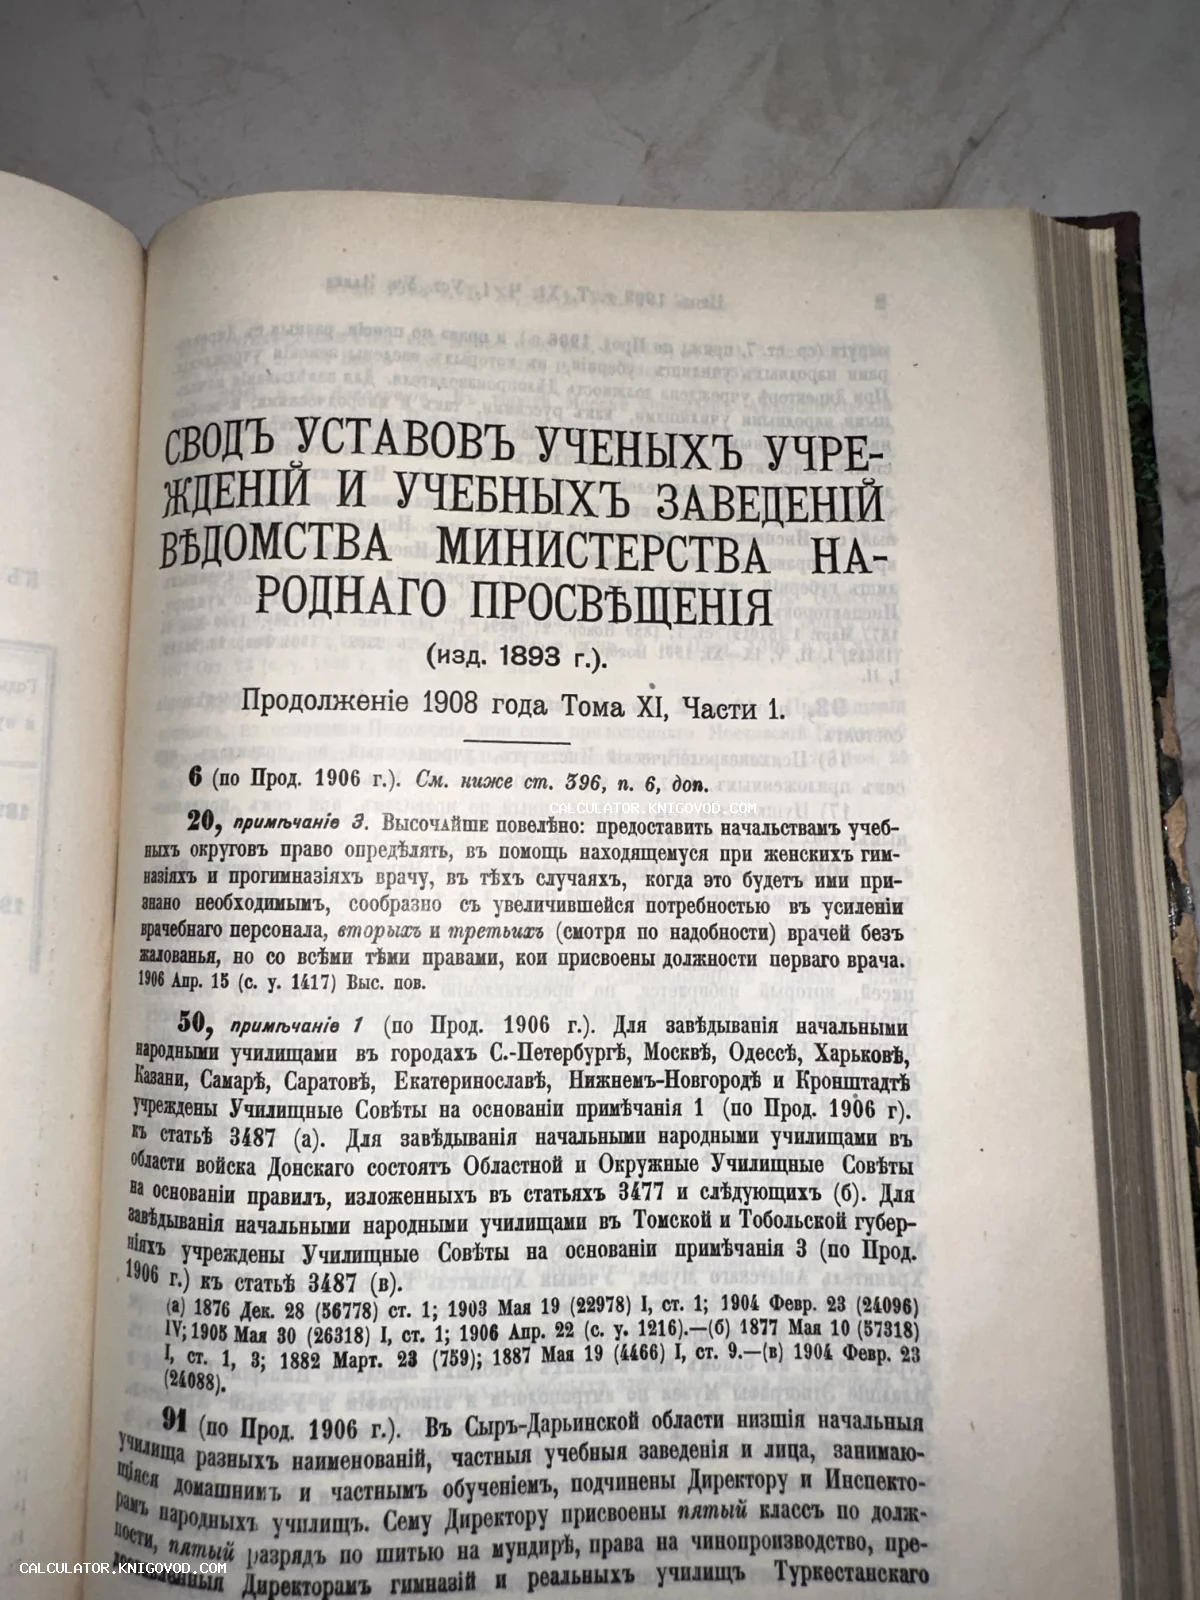 СВОДЪ УСТАВОВЪ УЧЕНЫХЪ УЧРЕ-
ЖДЕНІЙ И УЧЕБНЫХЪ ЗАВЕДЕНІЙ
ВѢДОМСТВА МИНИСТЕРСТВА НА-
РОДНАГО ПРОСВѢЩЕНІЯ
(изд. 1893 г.).
Продолженіе 1908 года Тома XI, Части 1.
6 (по Прод. 1906 г.). См. ниже ст. 396, п. 6, доп.
CALCULATOR.KNIGOVOD.COM
20, примѣчаніе 3. Высочайше повелѣно: предоставить начальствамъ учеб-
ныхъ округовъ право опредѣлять, въ помощь находящемуся при женскихъ гим-
назіяхъ и прогимназіяхъ врачу, въ тѣхъ случаяхъ, когда это будетъ ими при-
знано необходимымъ, сообразно съ увеличившейся потребностью въ усиленіи
врачебнаго персонала, вторыхъ и третьихъ (смотря по надобности) врачей безъ
жалованья, но со всѣми тѣми правами, кои присвоены должности перваго врача.
1906 Апр. 15 (с. у. 1417) Выс. пов.
50, примѣчаніе 1 (по Прод. 1906 г.). Для завѣдыванія начальными
народными училищами въ городахъ С.-Петербургѣ, Москвѣ, Одессѣ, Харьковѣ,
Казани, Самарѣ, Саратовѣ, Екатеринославѣ, Нижнемъ-Новгородѣ и Кронштадтѣ
учреждены Училищные Совѣты на основаніи примѣчанія 1 (по Прод. 1906 г).
къ статьѣ 3487 (а). Для завѣдыванія начальными народными училищами въ
области войска Донскаго состоятъ Областной и Окружные Училищные Совѣты
на основаніи правилъ, изложенныхъ въ статьяхъ 3477 и слѣдующихъ (б). Для
завѣдыванія начальными народными училищами въ Томской и Тобольской губер-
ніяхъ учреждены Училищные Совѣты на основаніи примѣчанія 3 (по Прод.
1906 г.) къ статьѣ 3487 (в).
(а) 1876 Дек. 28 (56778) ст. 1; 1903 Мая 19 (22978) I, ст. 1; 1904 Февр. 23 (24096)
IV; 1905 Мая 30 (26318) I, ст. 1; 1906 Апр. 22 (с. у. 1216).—(б) 1877 Мая 10 (57318)
I, ст. 1, 3; 1882 Март. 23 (759); 1887 Мая 19 (4466) I, ст. 9.—(в) 1904 Февр. 23
(24088).
91 (по Прод. 1906 г.). Въ Сыръ-Дарьинской области низшія начальныя
училища разныхъ наименованій, частныя учебныя заведенія и лица, занимаю-
щіяся домашнимъ и частнымъ обученіемъ, подчинены Директору и Инспекто-
рамъ народныхъ училищъ. Сему Директору присвоены пятый классъ по долж-
ности, пятый разрядъ по шитью на мундирѣ, права на чинопроизводство, пре-
CALCULATOR.KNIGOVOD.COM
Директорамъ гимназій и реальныхъ училищъ Туркестанскаго